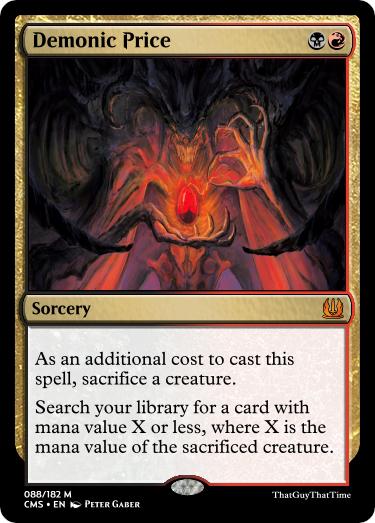 Demonic Price
Sorcery
As an additional cost to cast this
spell, sacrifice a creature.
Search your library for a card with
mana value X or less, where X is the
mana value of the sacrificed creature.
088/182 M
CMS • EN Peter Gaber
ThatGuyThatTime